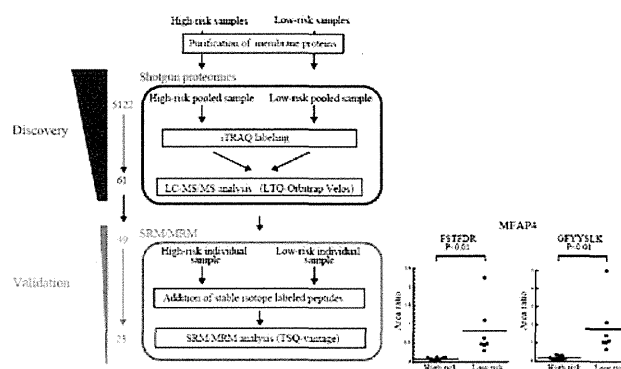 High-risk samples
Low-risk samples
Purification of membrane proteins
Shotgun proteomics
High-risk pooled sample
Low-risk pooled sample
iTRAQ labeling
LC-MS/MS analysis (LTQ-Orbitrap Velos)
Discovery
5122
61
SRM/MRM
High-risk individual sample
Low-risk individual sample
Addition of stable isotope labeled peptides
SRM/MRM analysis (TSQ-vantage)
Validation
49
23
MFAP4
FSTFDR
P<0.01
Area ratio
High risk
Low risk
GFYYSLK
P<0.01
Area ratio
High risk
Low risk